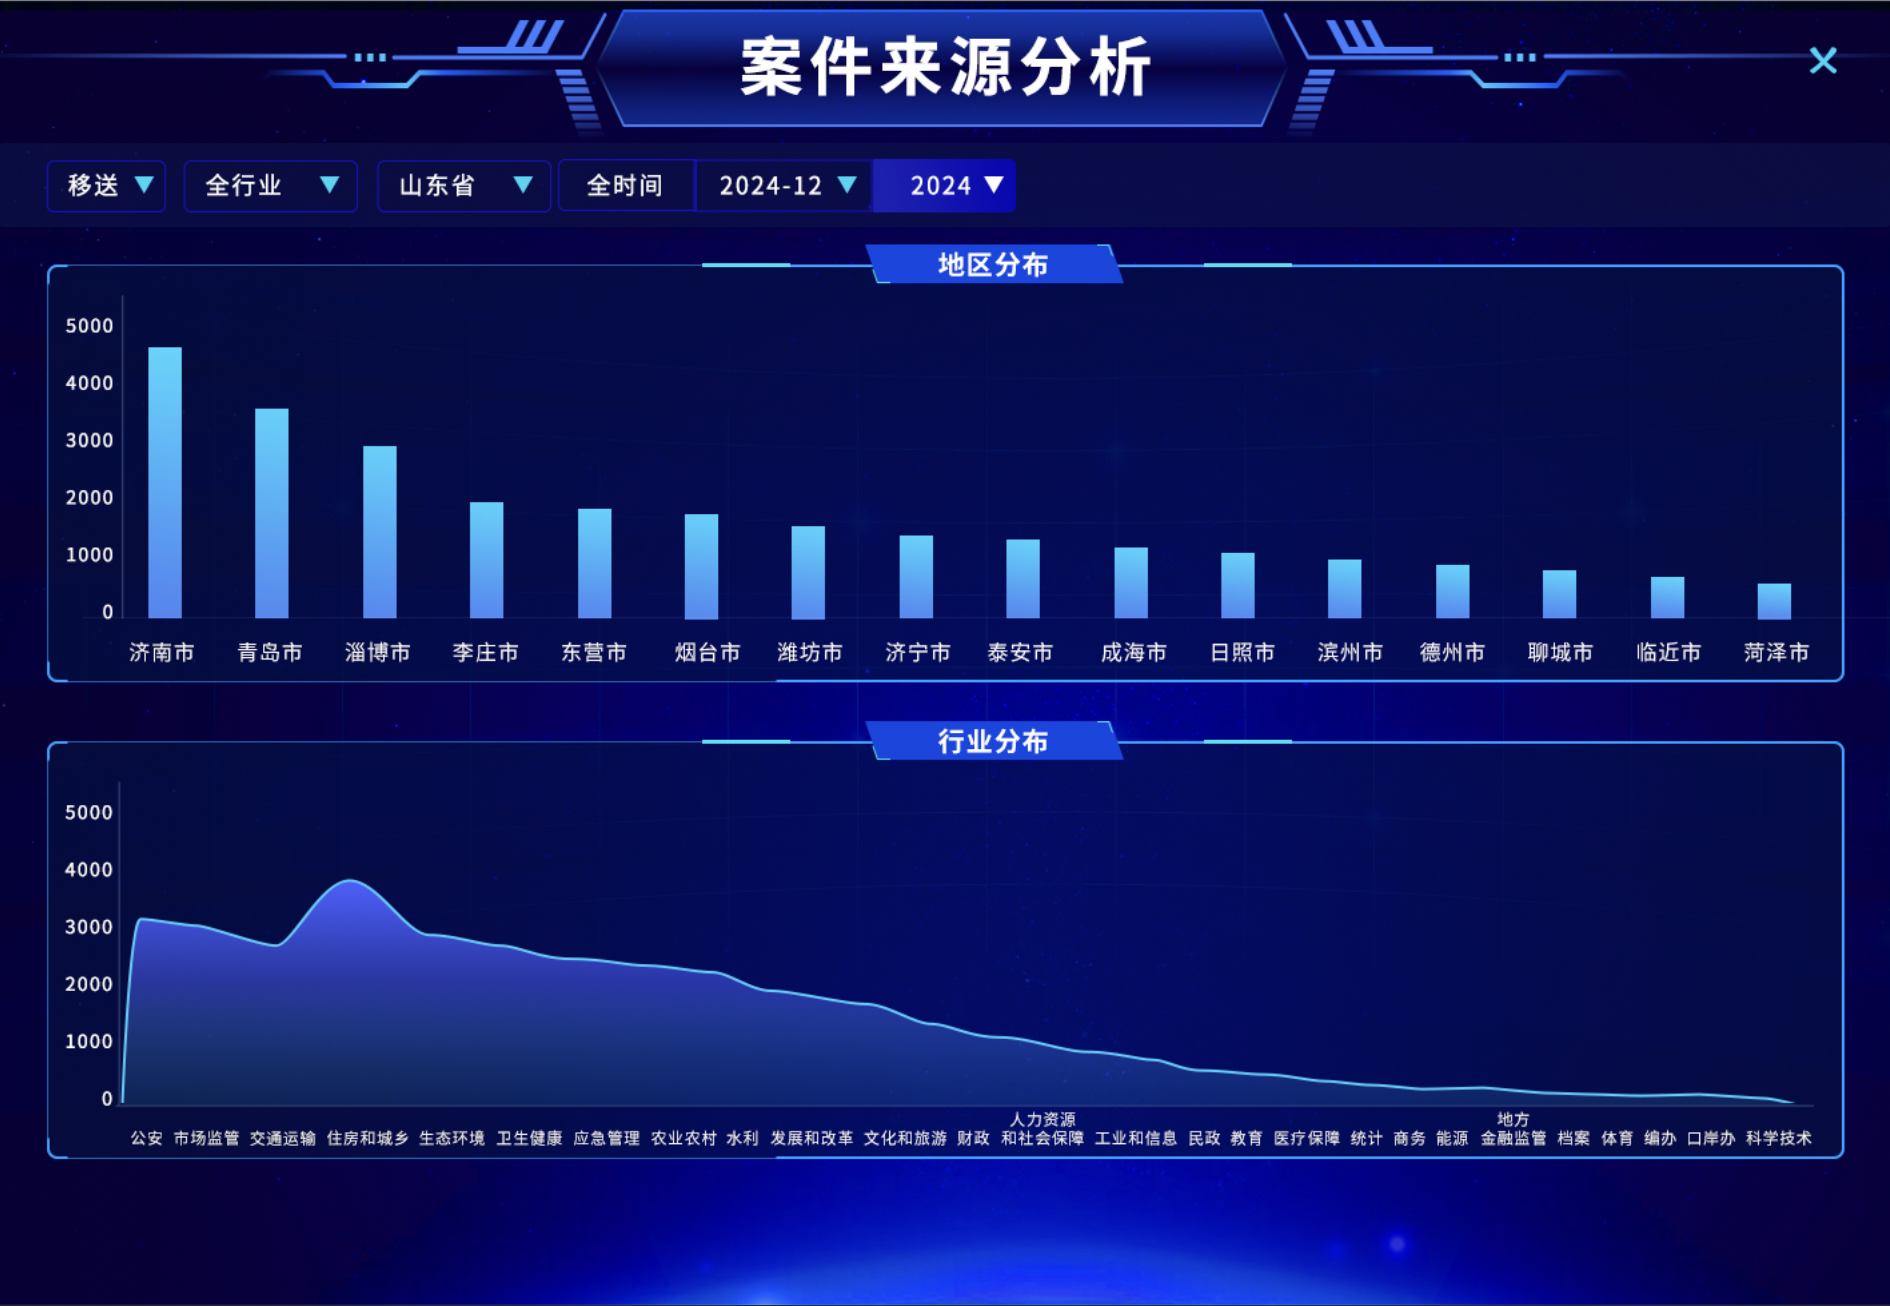 案件来源分析
移送 全行业 山东省 全时间 2024-12 2024
地区分布
5000
4000
3000
2000
1000
0
济南市 青岛市 淄博市 李庄市 东营市 烟台市 潍坊市 济宁市 泰安市 成海市 日照市 滨州市 德州市 聊城市 临近市 菏泽市
行业分布
5000
4000
3000
2000
1000
0
公安 市场监管 交通运输 住房和城乡 生态环境 卫生健康 应急管理 农业农村 水利 发展和改革 文化和旅游 财政 人力资源
和社会保障 工业和信息 民政 教育 医疗保障 统计 商务 能源 地方
金融监管 档案 体育 编办 口岸办 科学技术